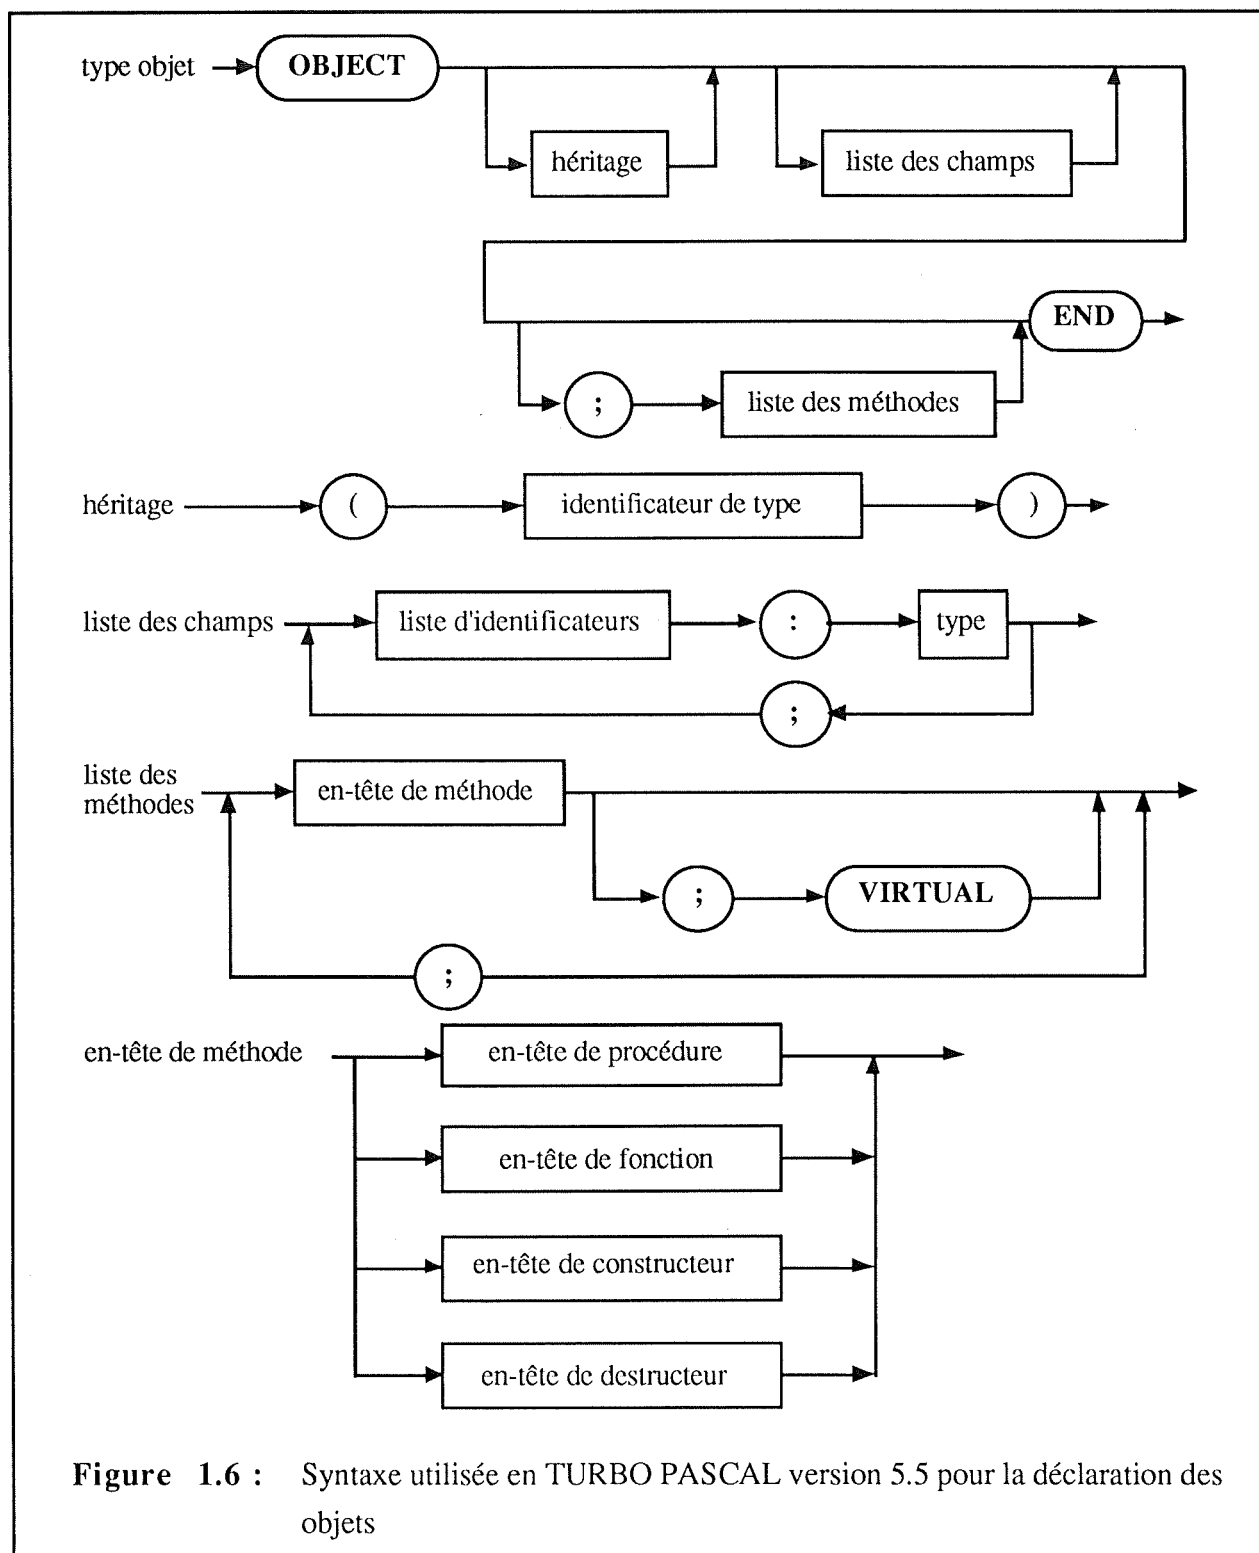 type objet OBJECT
héritage
liste des champs
END
; liste des méthodes
héritage ( identificateur de type )
liste des champs liste d'identificateurs : type
;
liste des
méthodes
en-tête de méthode
; VIRTUAL
;
en-tête de méthode en-tête de procédure
en-tête de fonction
en-tête de constructeur
en-tête de destructeur
Figure 1.6 : Syntaxe utilisée en TURBO PASCAL version 5.5 pour la déclaration des
objets